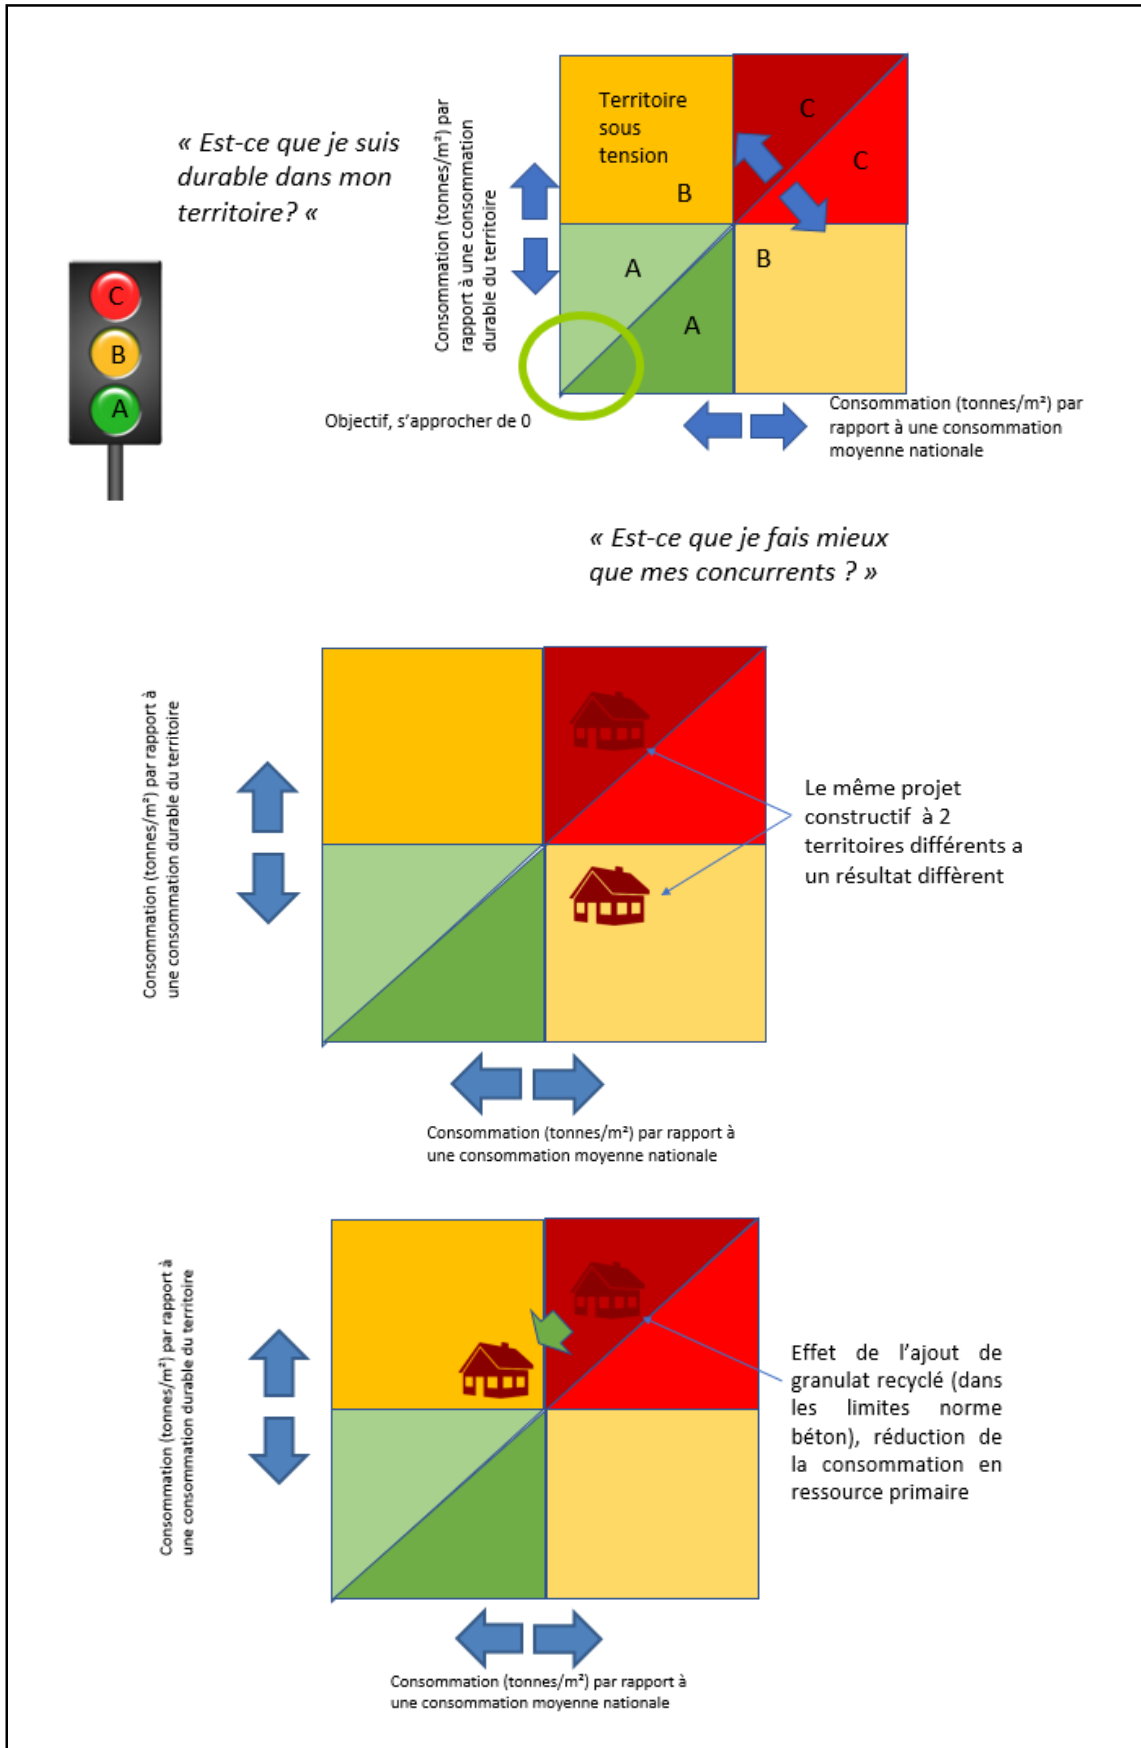 « Est-ce que je suis
durable dans mon
territoire? «
C
B
A
Consommation (tonnes/m²) par
rapport à une consommation
durable du territoire
Territoire
sous
tension
B
C
C
A
A
B
Objectif, s'approcher de 0
Consommation (tonnes/m²) par
rapport à une consommation
moyenne nationale
« Est-ce que je fais mieux
que mes concurrents ? »
Consommation (tonnes/m²) par rapport à
une consommation durable du territoire
Le même projet
constructif à 2
territoires différents a
un résultat diffèrent
Consommation (tonnes/m²) par rapport à
une consommation moyenne nationale
Consommation (tonnes/m²) par rapport à
une consommation durable du territoire
Effet de l'ajout de
granulat recyclé (dans
les limites norme
béton), réduction de
la consommation en
ressource primaire
Consommation (tonnes/m²) par rapport à
une consommation moyenne nationale